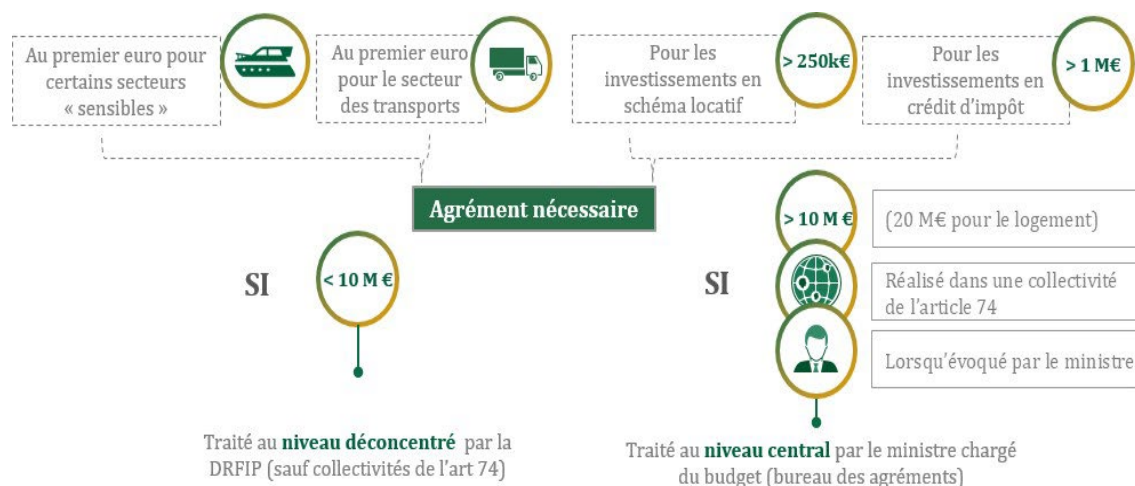 Au premier euro pour
certains secteurs
« sensibles »
Au premier euro
pour le secteur
des transports
Pour les
investissements en
schéma locatif
> 250k€
Pour les
investissements en
crédit d’impôt
> 1 M€
Agrément nécessaire
SI
< 10 M €
SI
> 10 M €
(20 M€ pour le logement)
Réalisé dans une collectivité
de l’article 74
Lorsqu’évoqué par le ministre
Traité au niveau déconcentré par la
DRFIP (sauf collectivités de l’art 74)
Traité au niveau central par le ministre chargé
du budget (bureau des agréments)